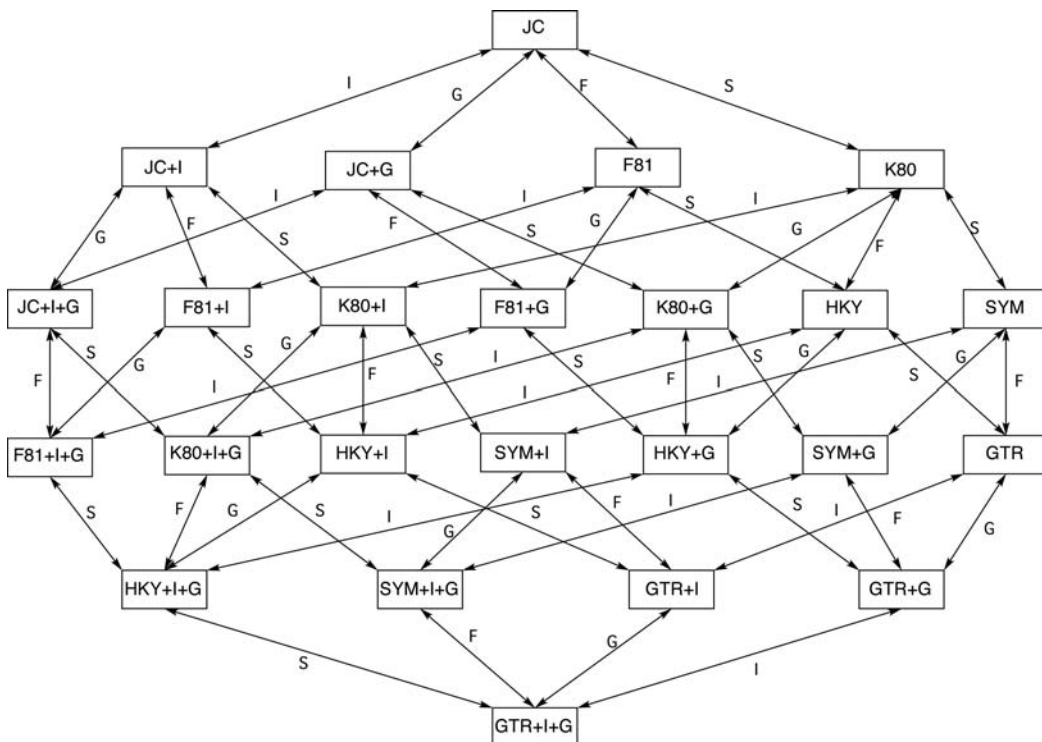 JC
I
G
F
S
JC+I
JC+G
F81
K80
I
I
S
I
G
F
S
F
S
G
G
F
S
JC+I+G
F81+I
K80+I
F81+G
K80+G
HKY
SYM
F
S
G
S
G
F
S
I
I
S
F
I
S
I
G
S
G
F
F81+I+G
K80+I+G
HKY+I
SYM+I
HKY+G
SYM+G
GTR
S
F
G
S
I
G
S
F
I
S
I
F
G
HKY+I+G
SYM+I+G
GTR+I
GTR+G
S
F
G
I
GTR+I+G